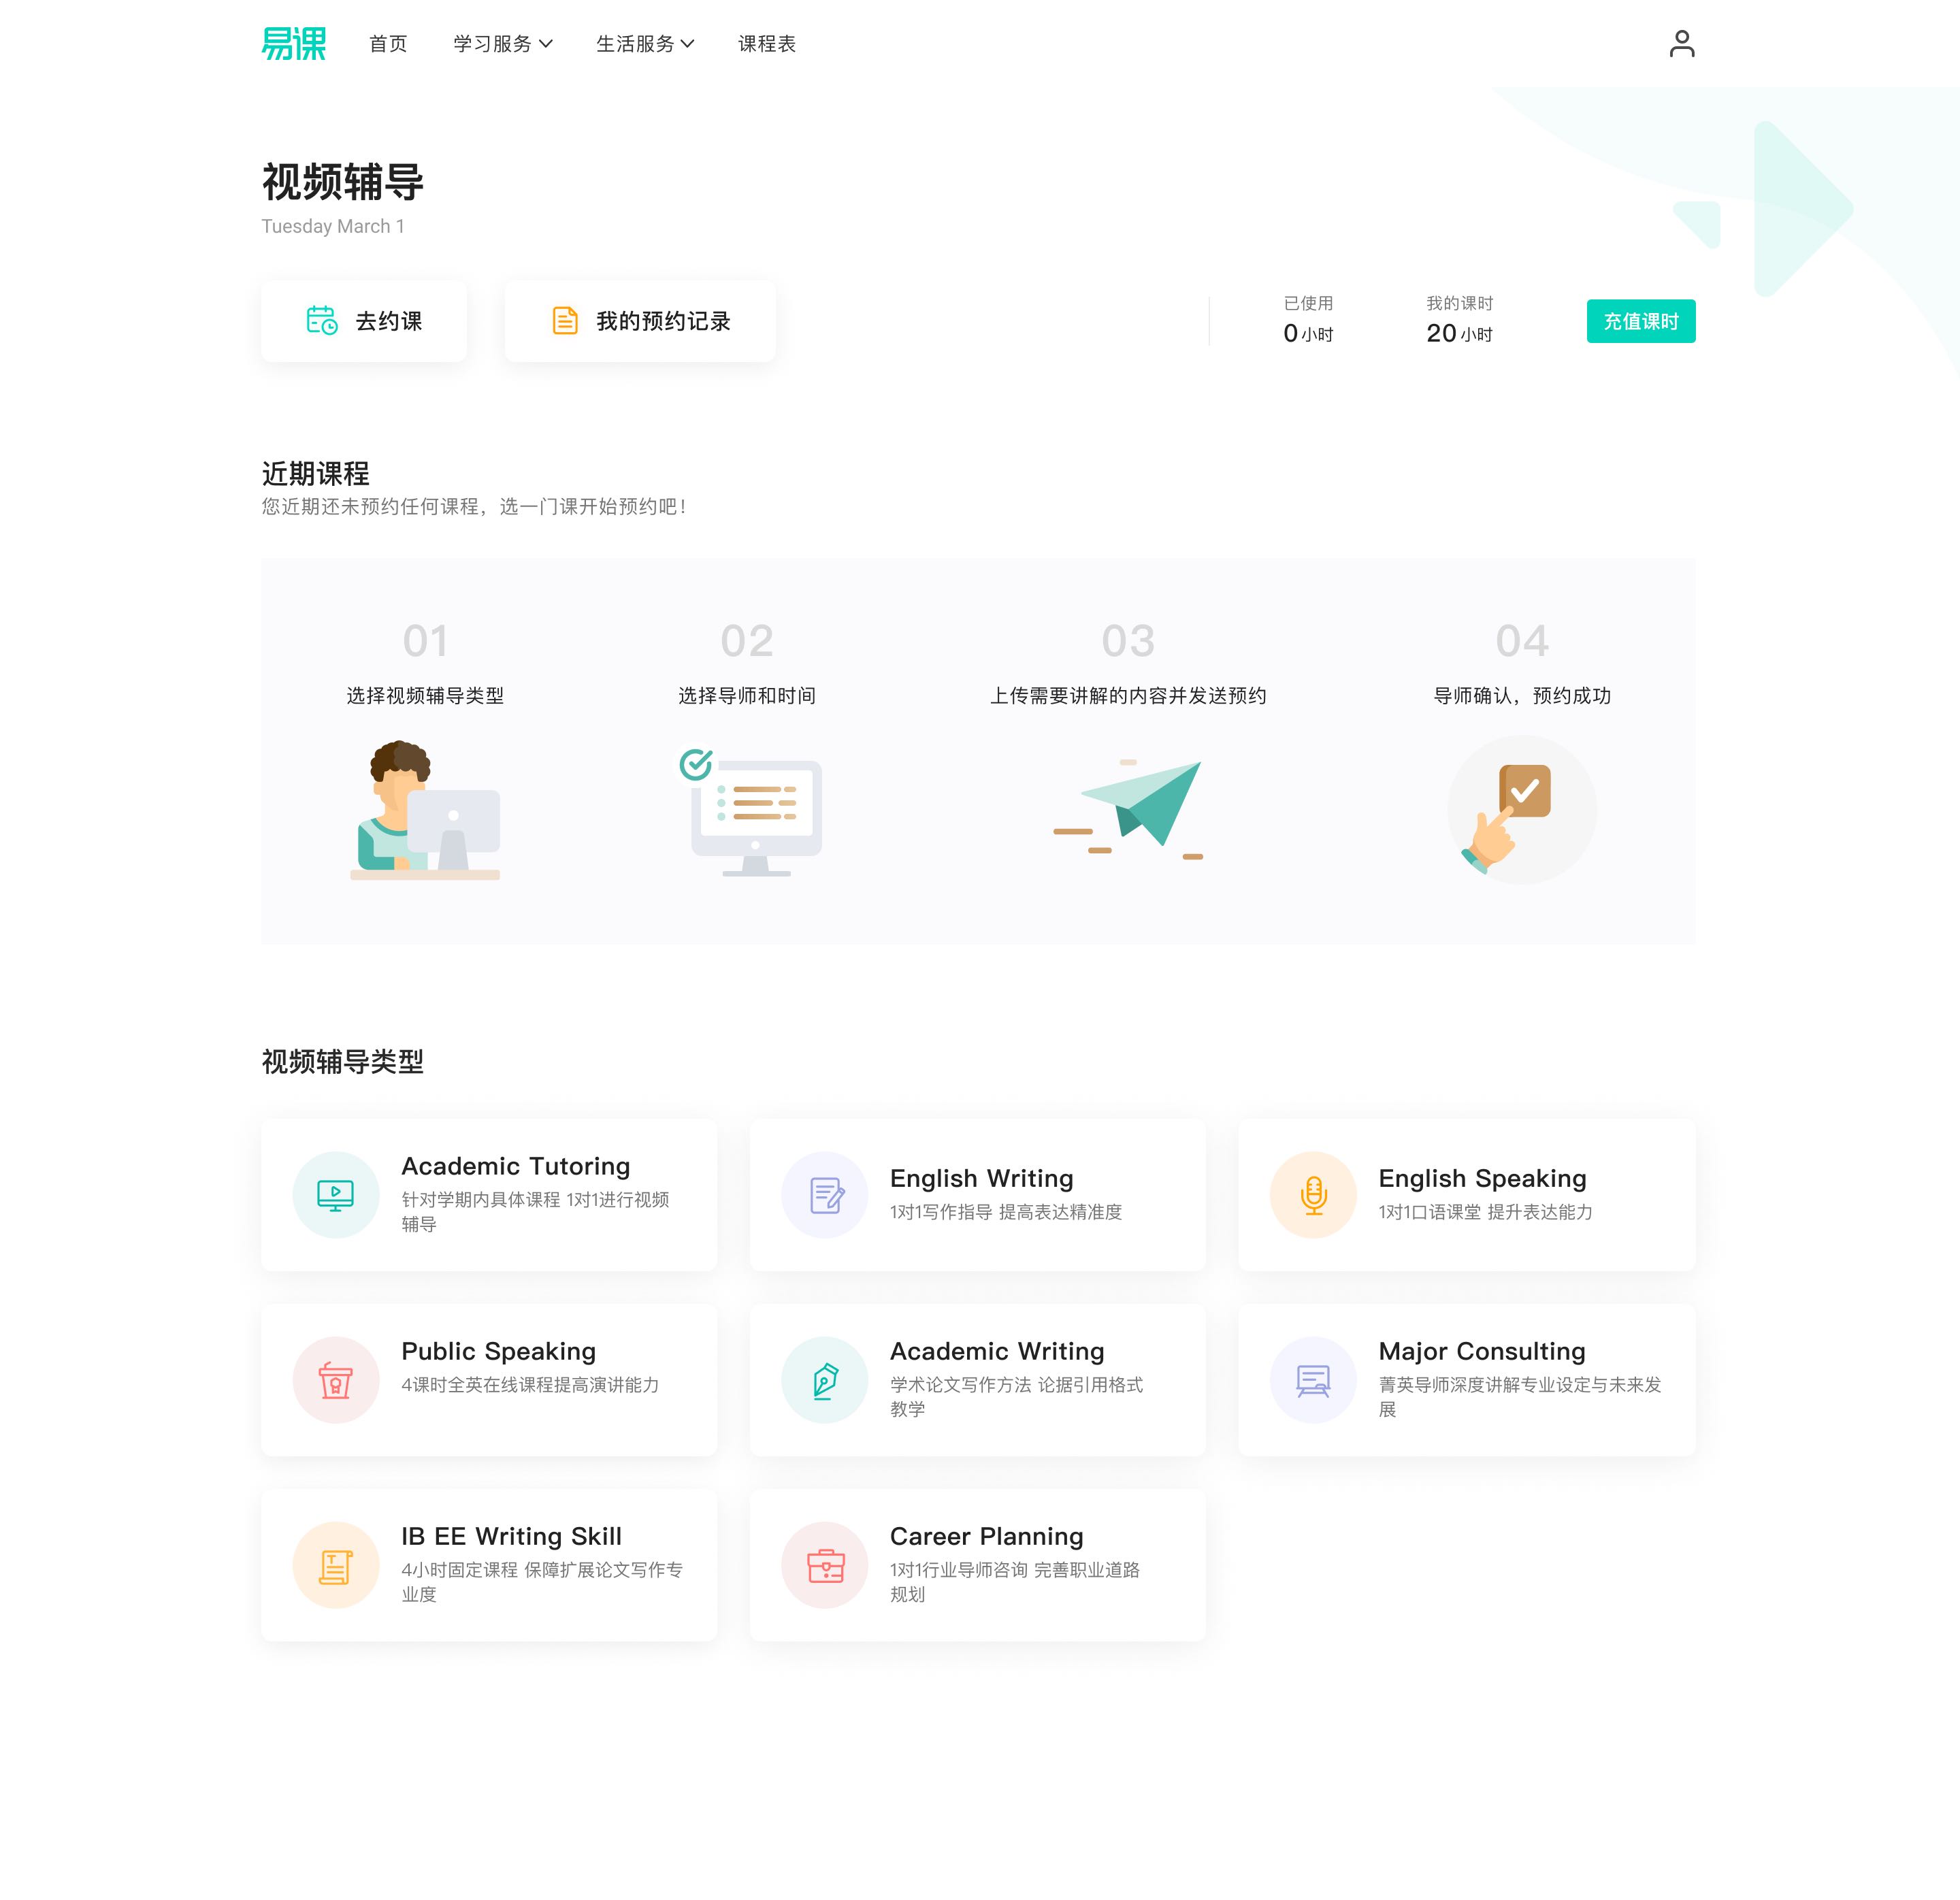 易课
首页 学习服务 生活服务 课程表
视频辅导
Tuesday March 1
去约课
我的预约记录
已使用
0 小时
我的课时
20 小时
充值课时
近期课程
您近期还未预约任何课程，选一门课开始预约吧！
01
选择视频辅导类型
02
选择导师和时间
03
上传需要讲解的内容并发送预约
04
导师确认，预约成功
视频辅导类型
Academic Tutoring
针对学期内具体课程 1对1进行视频
辅导
English Writing
1对1写作指导 提高表达精准度
English Speaking
1对1口语课堂 提升表达能力
Public Speaking
4课时全英在线课程提高演讲能力
Academic Writing
学术论文写作方法 论据引用格式
教学
Major Consulting
菁英导师深度讲解专业设定与未来发
展
IB EE Writing Skill
4小时固定课程 保障扩展论文写作专
业度
Career Planning
1对1行业导师咨询 完善职业道路
规划